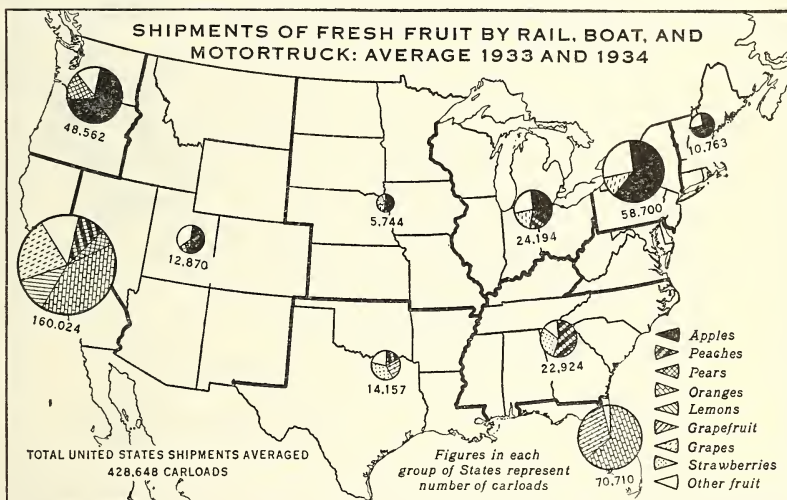 SHIPMENTS OF FRESH FRUIT BY RAIL, BOAT, AND
MOTORTRUCK: AVERAGE 1933 AND 1934
48,562
10,763
58,700
5,744
24,194
12,870
160,024
14,157
22,924
70,710
Apples
Peaches
Pears
Oranges
Lemons
Grapefruit
Grapes
Strawberries
Other fruit
TOTAL UNITED STATES SHIPMENTS AVERAGED
428,648 CARLOADS
Figures in each
group of States represent
number of carloads